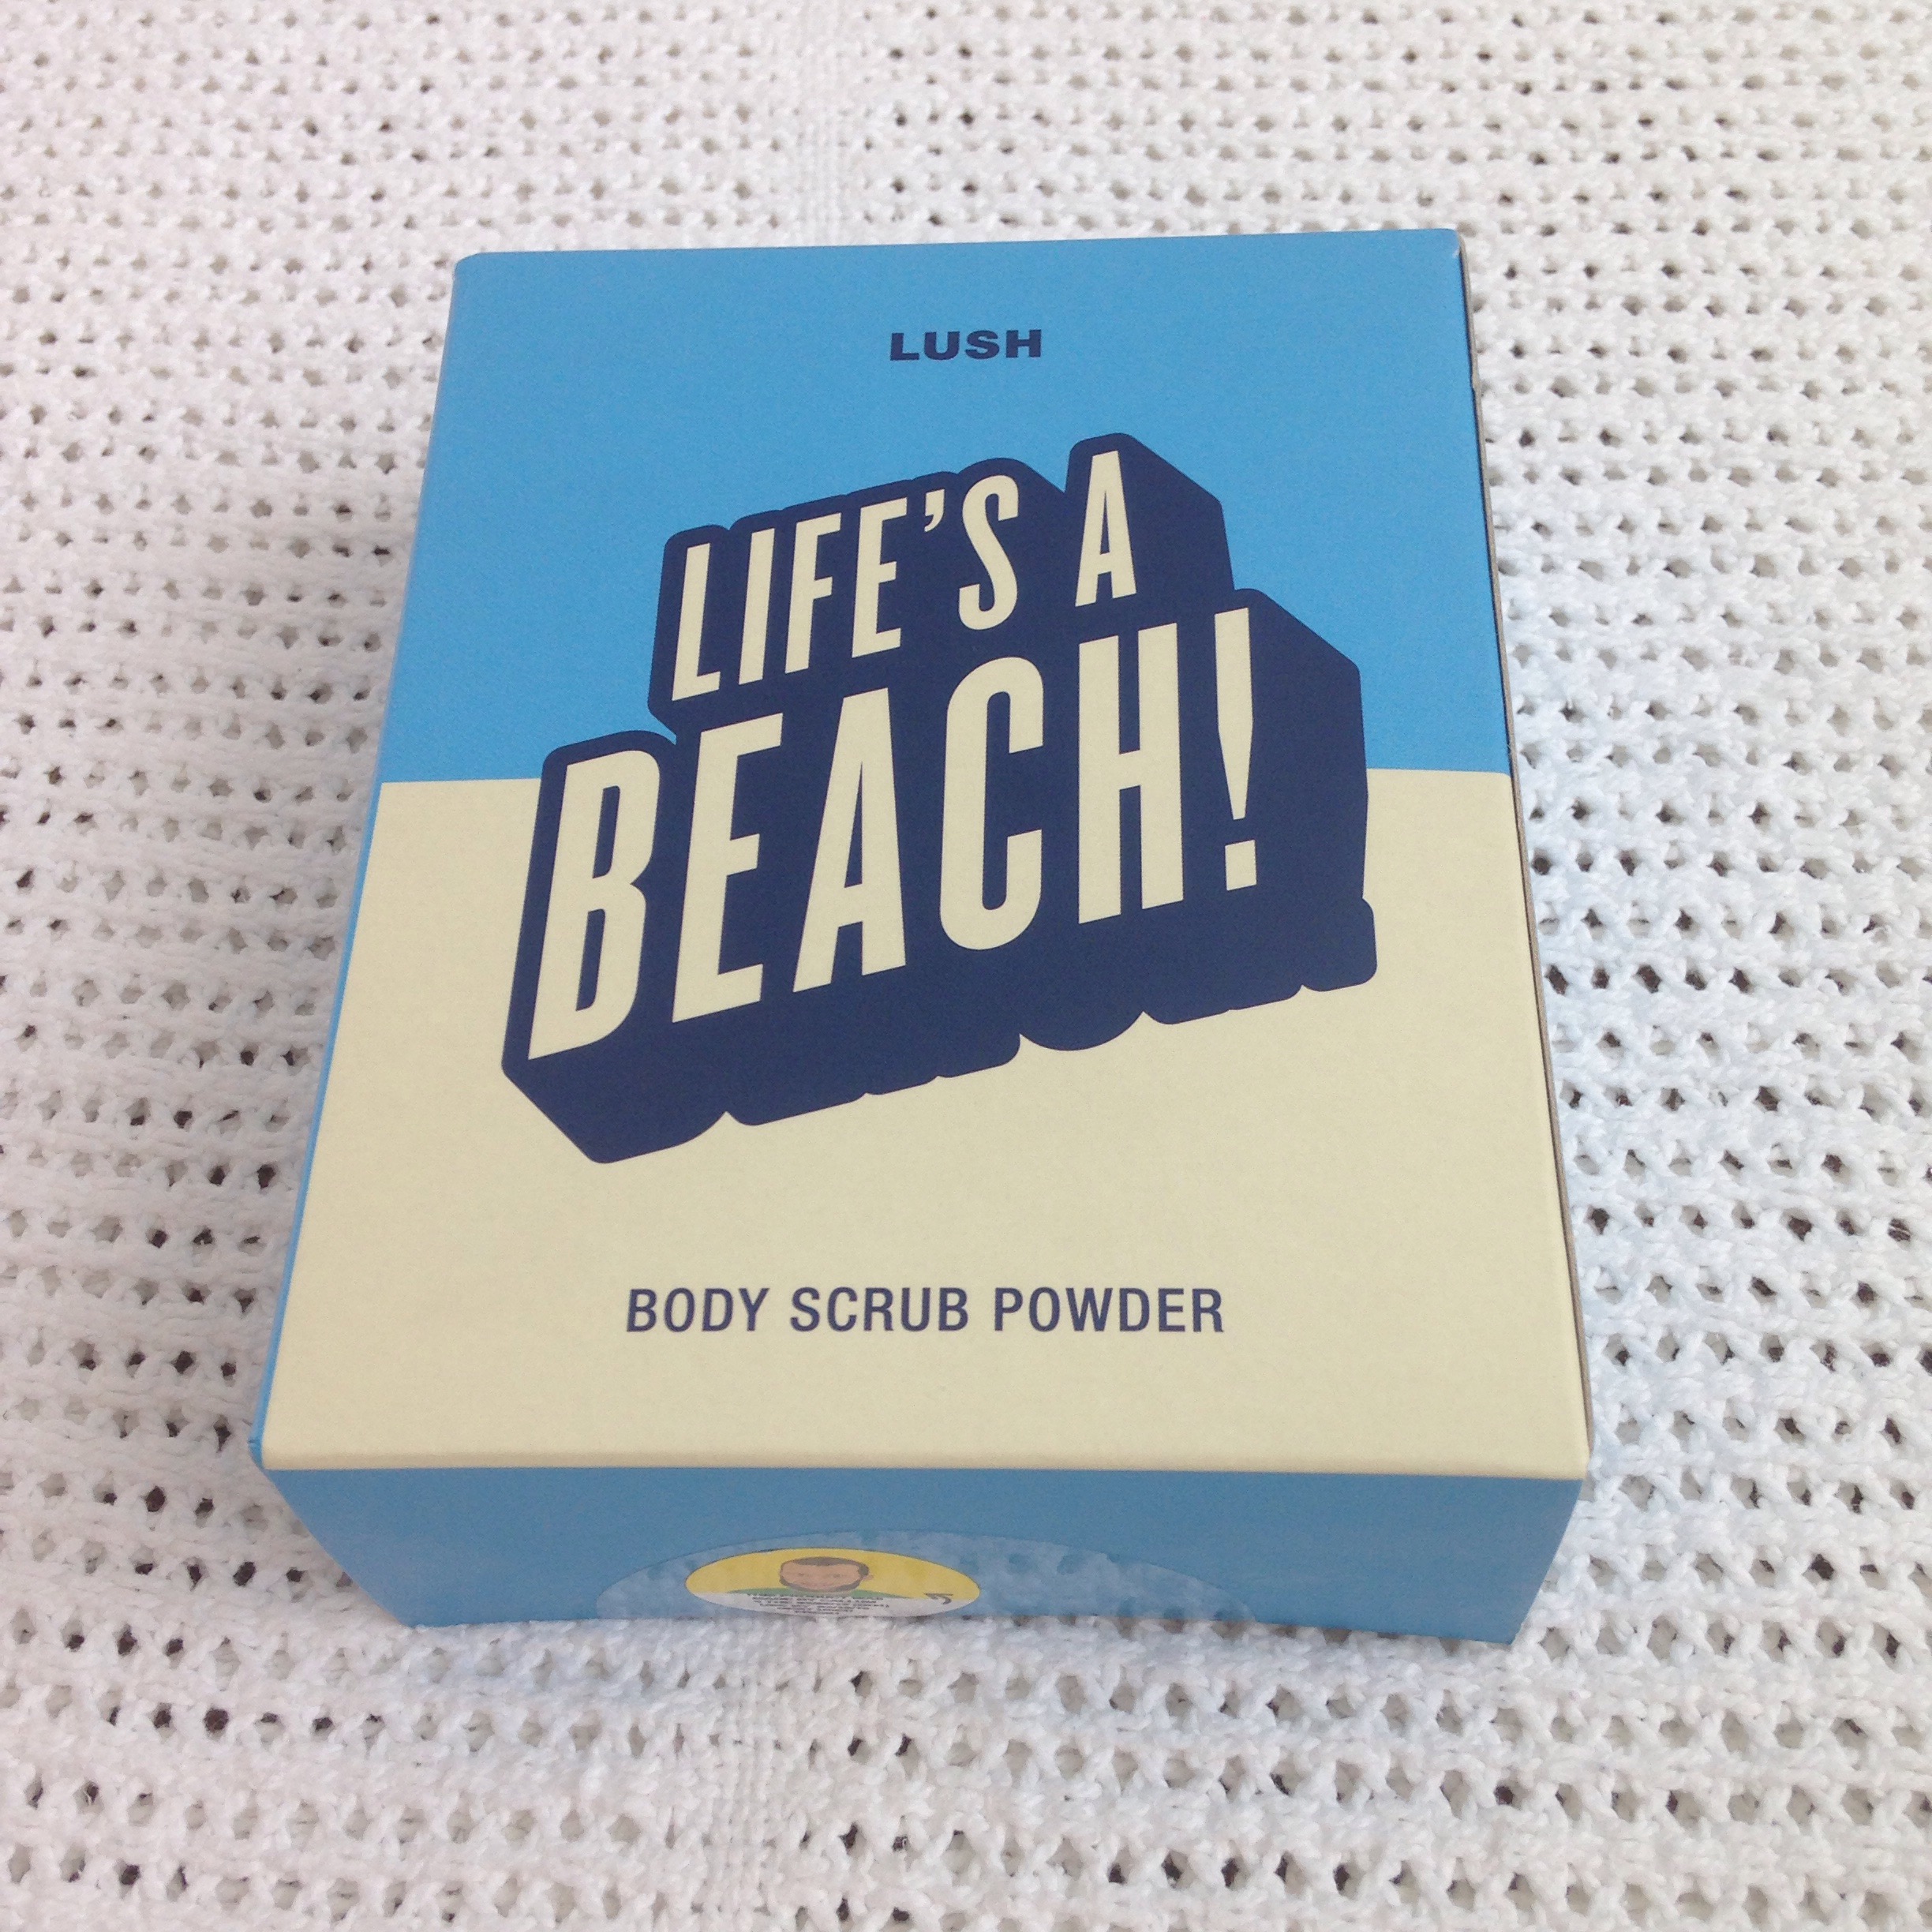 LUSH
LIFE'S A
BEACH!
BODY SCRUB POWDER